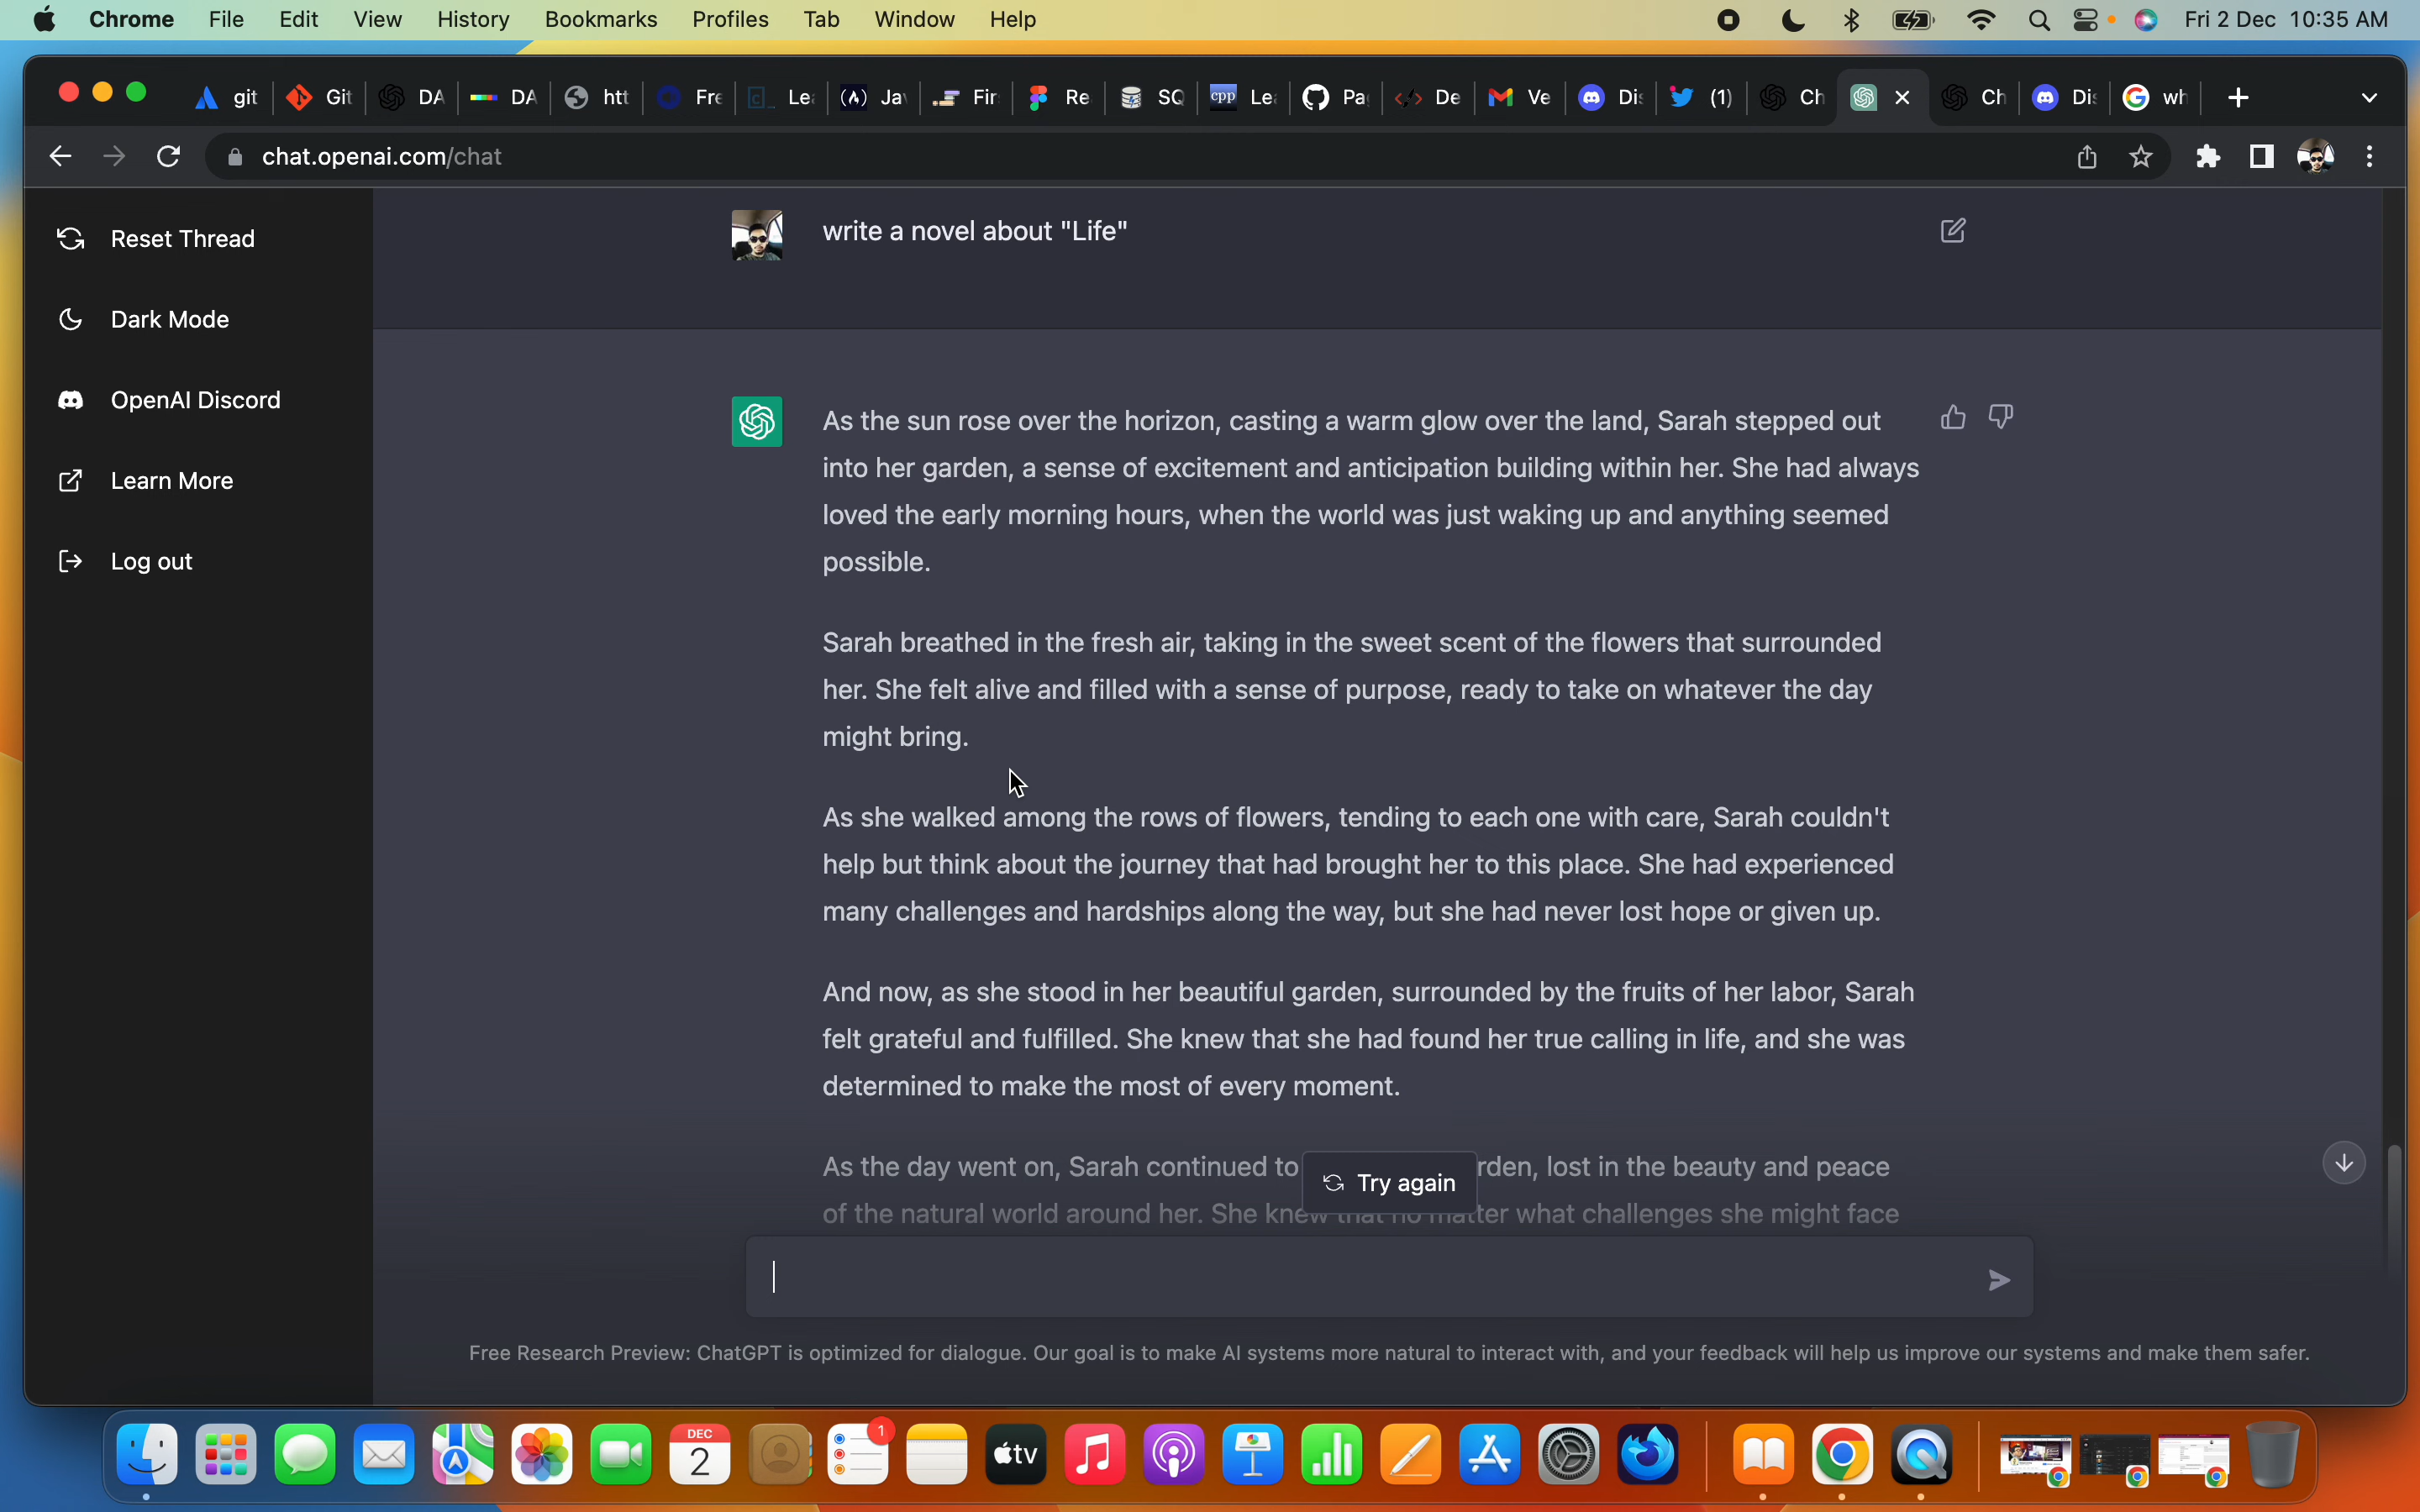 Chrome File Edit View History Bookmarks Profiles Tab Window Help Fri 2 Dec 10:35 AM
git Git DA DA htt Fre Le Ja Fir Re SQ cpp Le Pa De Ve Dis (1) Ch Ch Dis wh
chat.openai.com/chat
Reset Thread
Dark Mode
OpenAI Discord
Learn More
Log out
write a novel about "Life"
As the sun rose over the horizon, casting a warm glow over the land, Sarah stepped out
into her garden, a sense of excitement and anticipation building within her. She had always
loved the early morning hours, when the world was just waking up and anything seemed
possible.
Sarah breathed in the fresh air, taking in the sweet scent of the flowers that surrounded
her. She felt alive and filled with a sense of purpose, ready to take on whatever the day
might bring.
As she walked among the rows of flowers, tending to each one with care, Sarah couldn't
help but think about the journey that had brought her to this place. She had experienced
many challenges and hardships along the way, but she had never lost hope or given up.
And now, as she stood in her beautiful garden, surrounded by the fruits of her labor, Sarah
felt grateful and fulfilled. She knew that she had found her true calling in life, and she was
determined to make the most of every moment.
As the day went on, Sarah continued to rden, lost in the beauty and peace
Try again
of the natural world around her. She knew that no matter what challenges she might face
Free Research Preview: ChatGPT is optimized for dialogue. Our goal is to make AI systems more natural to interact with, and your feedback will help us improve our systems and make them safer.
DEC
2
1
tv